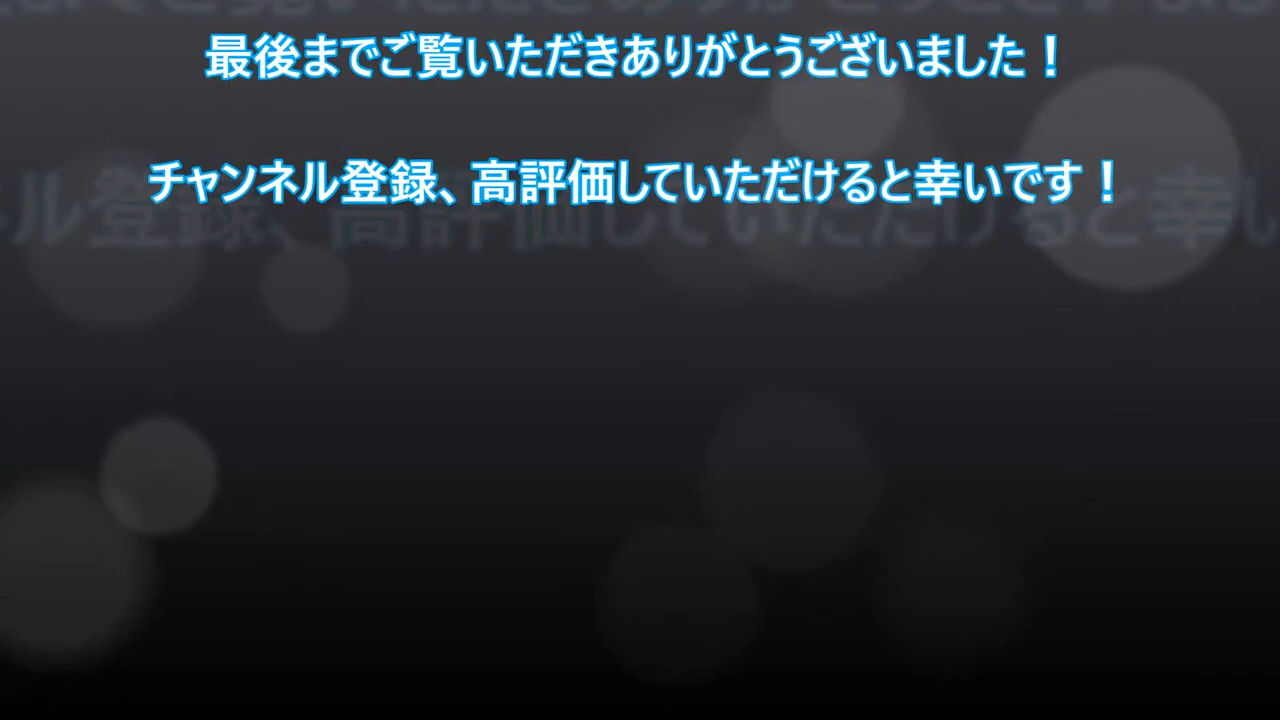 最後までご覧いただきありがとうございました！
チャンネル登録、高評価していただけると幸いです！